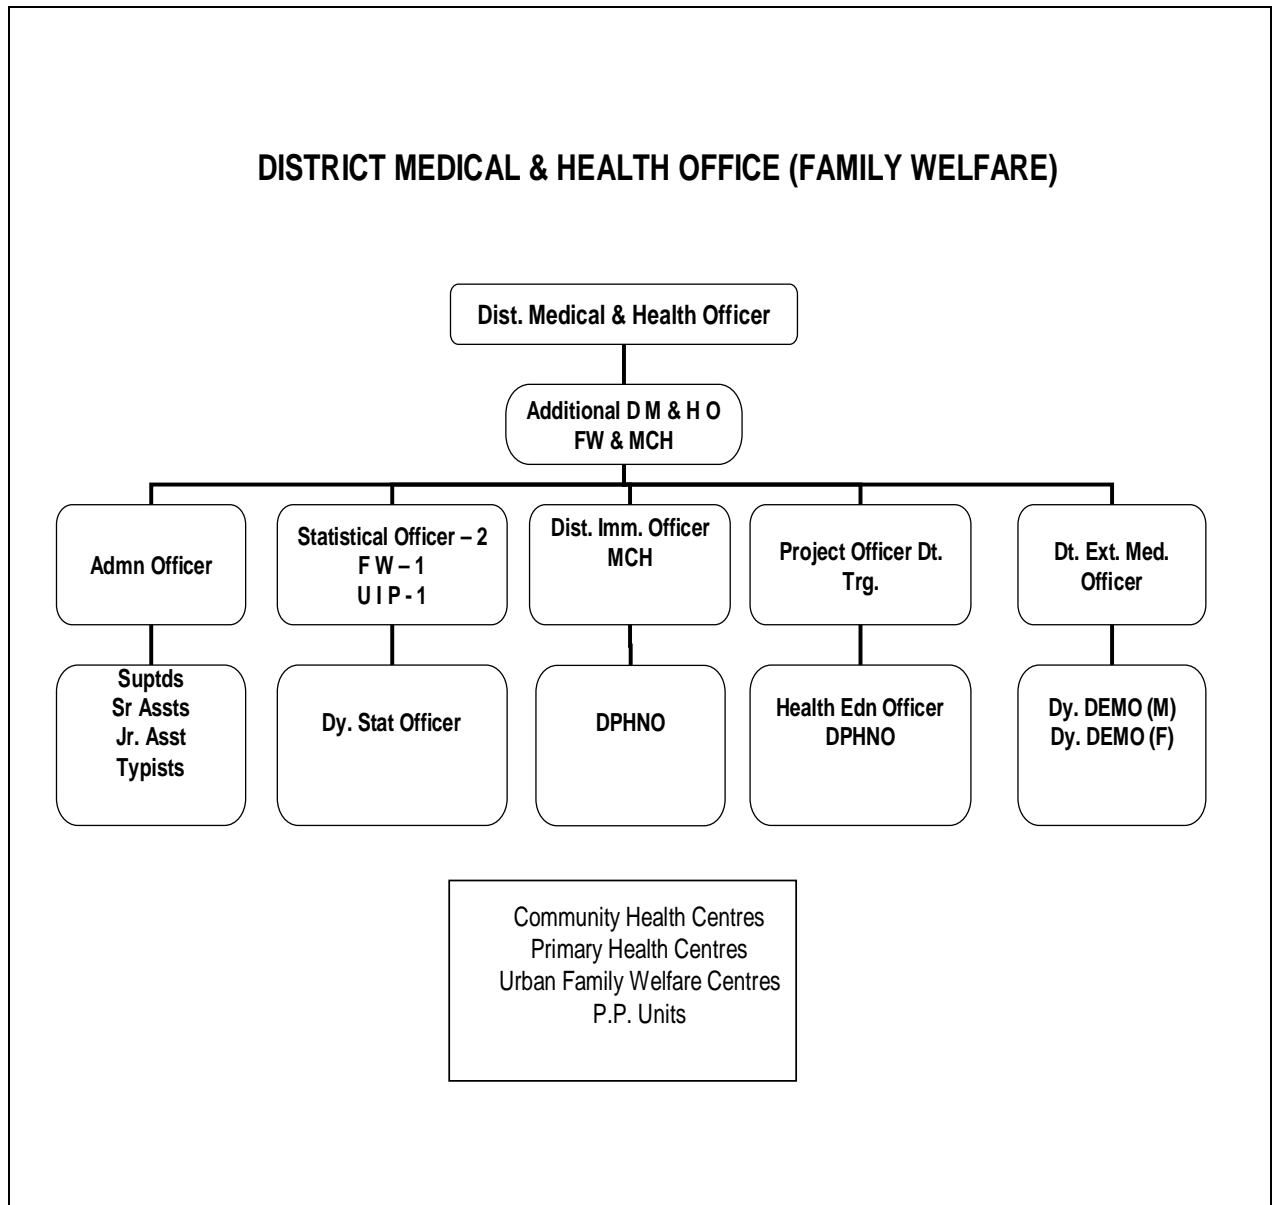 DISTRICT MEDICAL & HEALTH OFFICE (FAMILY WELFARE)
Dist. Medical & Health Officer
Additional D M & H O
FW & MCH
Admn Officer
Statistical Officer – 2
F W – 1
U I P - 1
Dist. Imm. Officer
MCH
Project Officer Dt.
Trg.
Dt. Ext. Med.
Officer
Suptds
Sr Assts
Jr. Asst
Typists
Dy. Stat Officer
DPHNO
Health Edn Officer
DPHNO
Dy. DEMO (M)
Dy. DEMO (F)
Community Health Centres
Primary Health Centres
Urban Family Welfare Centres
P.P. Units